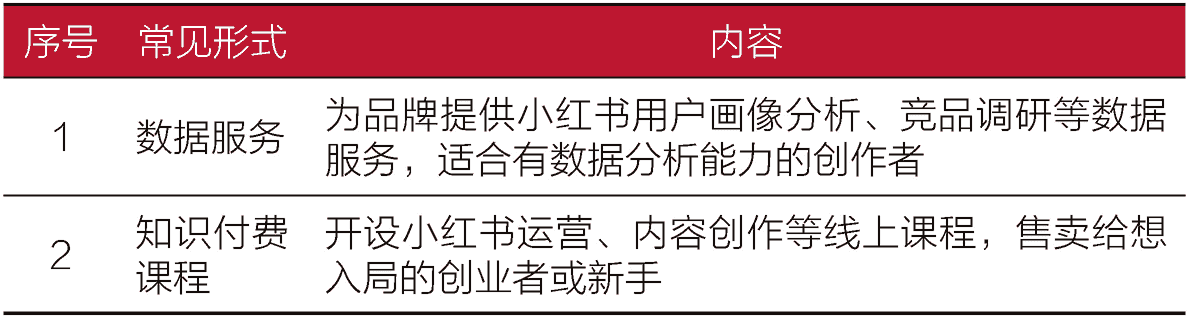 序号 常见形式 内容
1 数据服务 为品牌提供小红书用户画像分析、竞品调研等数据
服务，适合有数据分析能力的创作者
2 知识付费
课程 开设小红书运营、内容创作等线上课程，售卖给想
入局的创业者或新手